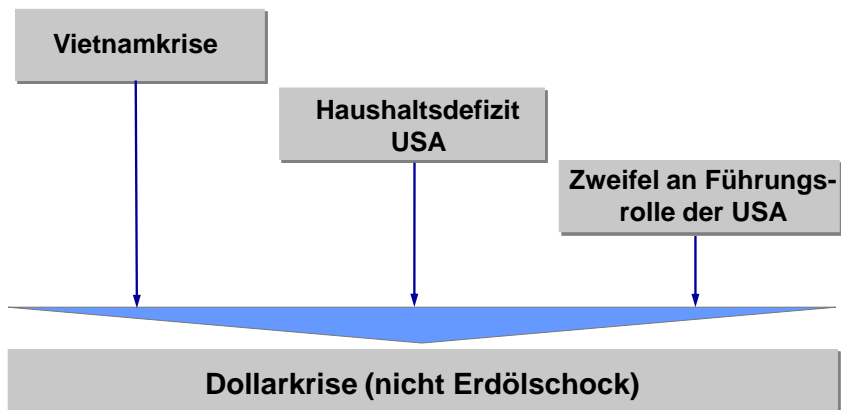 Vietnamkrise
Haushaltsdefizit
USA
Zweifel an Führungs-
rolle der USA
Dollarkrise (nicht Erdölschock)